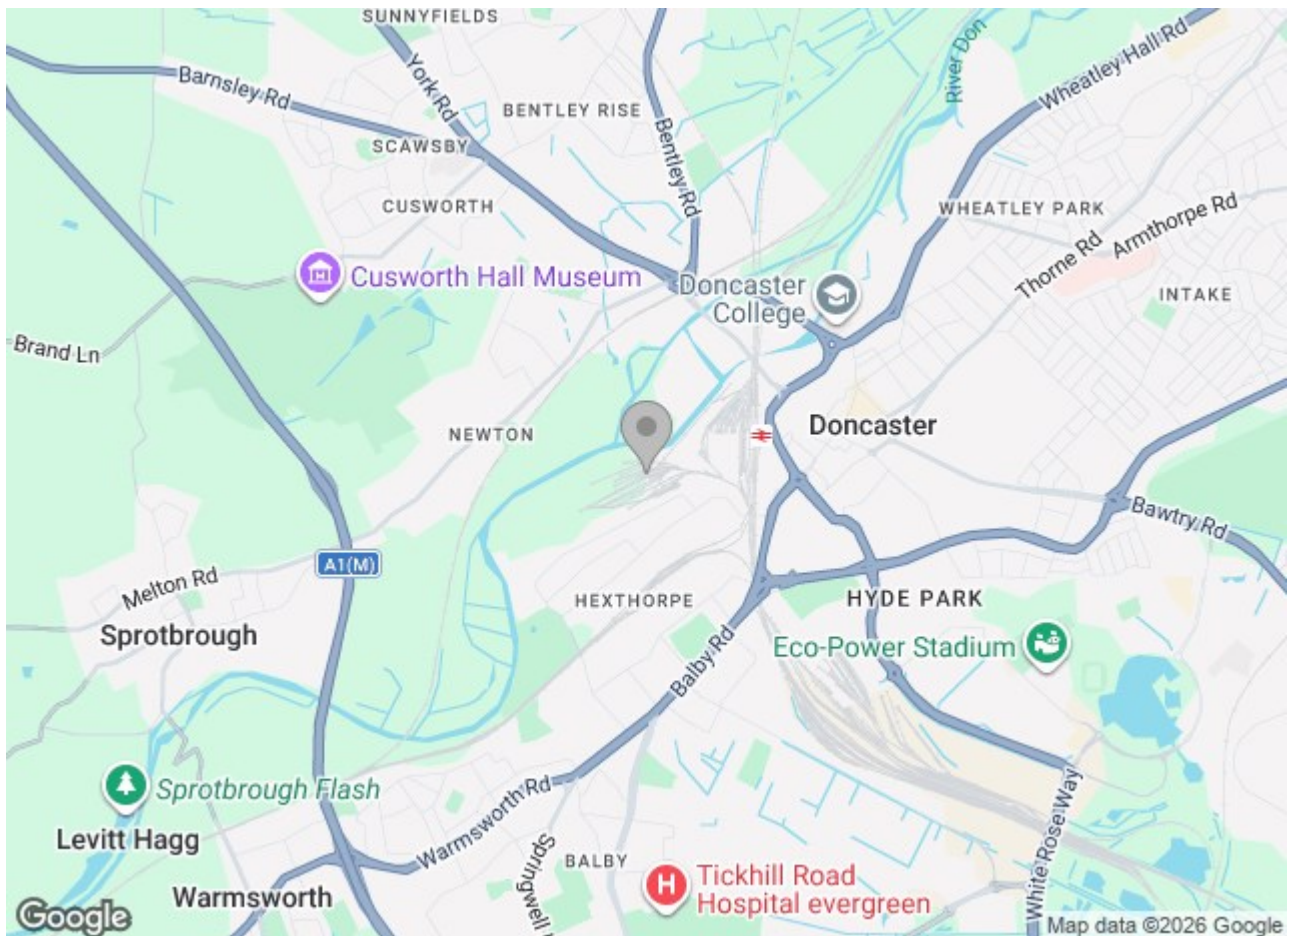 SUNNYFIELDS
River Don
Wheatley Hall Rd
York Rd
Barnsley Rd
BENTLEY RISE
Bentley Rd
SCAWSBY
CUSWORTH
WHEATLEY PARK
Armthorpe Rd
Thorne Rd
Cusworth Hall Museum
Doncaster
College
INTAKE
Brand Ln
NEWTON
Doncaster
Bawtry Rd
A1(M)
Melton Rd
HEXTHORPE
HYDE PARK
Sprotbrough
Eco-Power Stadium
Balby Rd
Sprotbrough Flash
White Rose Way
Levitt Hagg
Warmsworth Rd
Springwell
BALBY
H
Tickhill Road
Hospital evergreen
Warmsworth
Google
Map data ©2026 Google